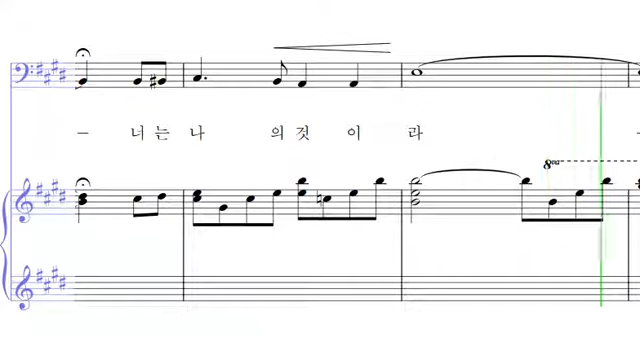 – 너는 나 의것 이 라 –
8va